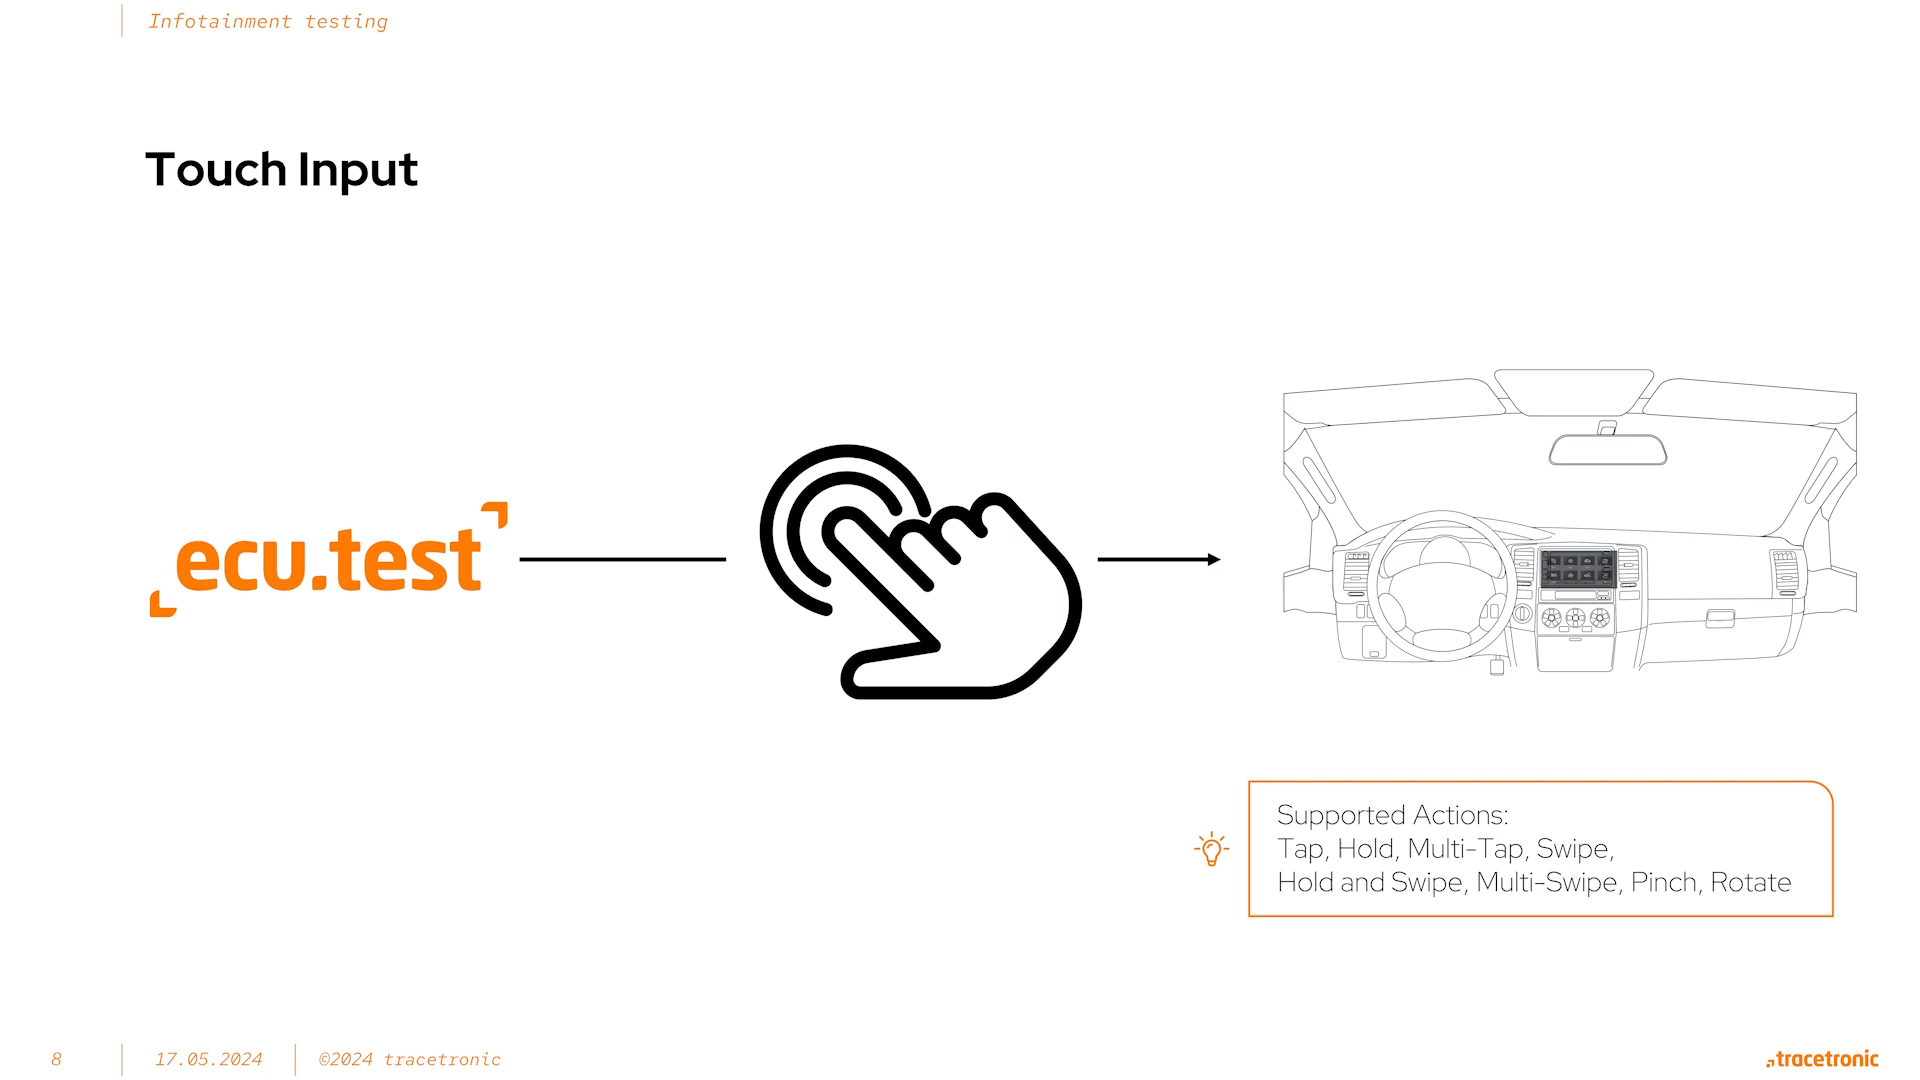 Infotainment testing
Touch Input
ecu.test
Supported Actions:
Tap, Hold, Multi-Tap, Swipe,
Hold and Swipe, Multi-Swipe, Pinch, Rotate
8
17.05.2024
©2024 tracetronic
tracetronic